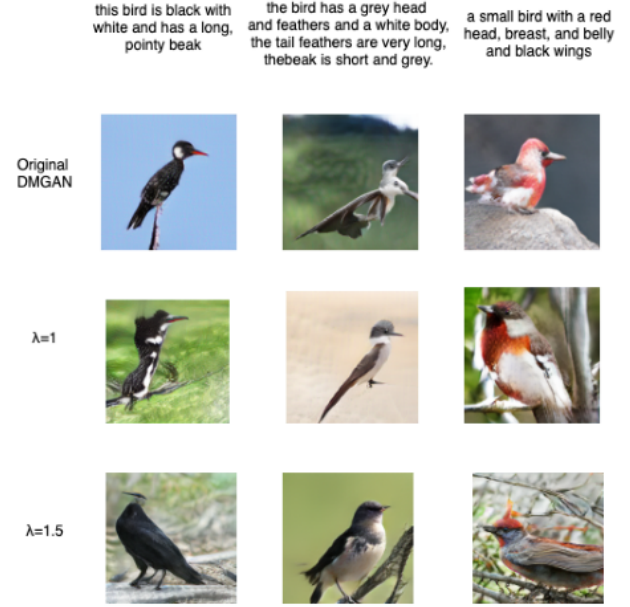 this bird is black with
white and has a long,
pointy beak
the bird has a grey head
and feathers and a white body,
the tail feathers are very long,
thebeak is short and grey.
a small bird with a red
head, breast, and belly
and black wings
Original
DMGAN
λ=1
λ=1.5